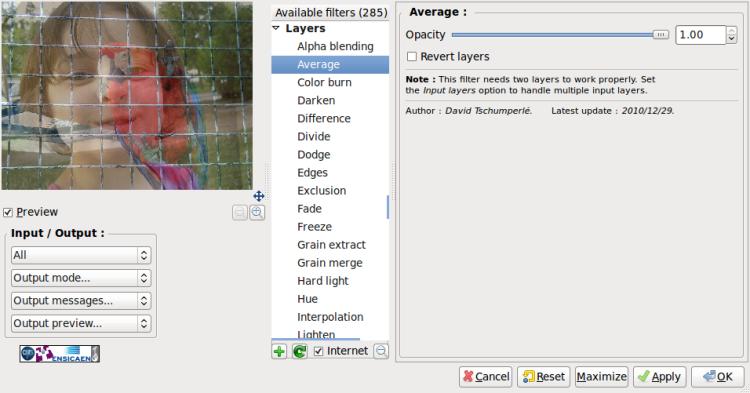 Preview
Input / Output :
All
Output mode...
Output messages...
Output preview...
ENSICAEN
Available filters (285)
Layers
Alpha blending
Average
Color burn
Darken
Difference
Divide
Dodge
Edges
Exclusion
Fade
Freeze
Grain extract
Grain merge
Hard light
Hue
Interpolation
Lighten
Internet
Average :
Opacity 1.00
Revert layers
Note : This filter needs two layers to work properly. Set
the Input layers option to handle multiple input layers.
Author : David Tschumperlé. Latest update : 2010/12/29.
Cancel Reset Maximize Apply OK